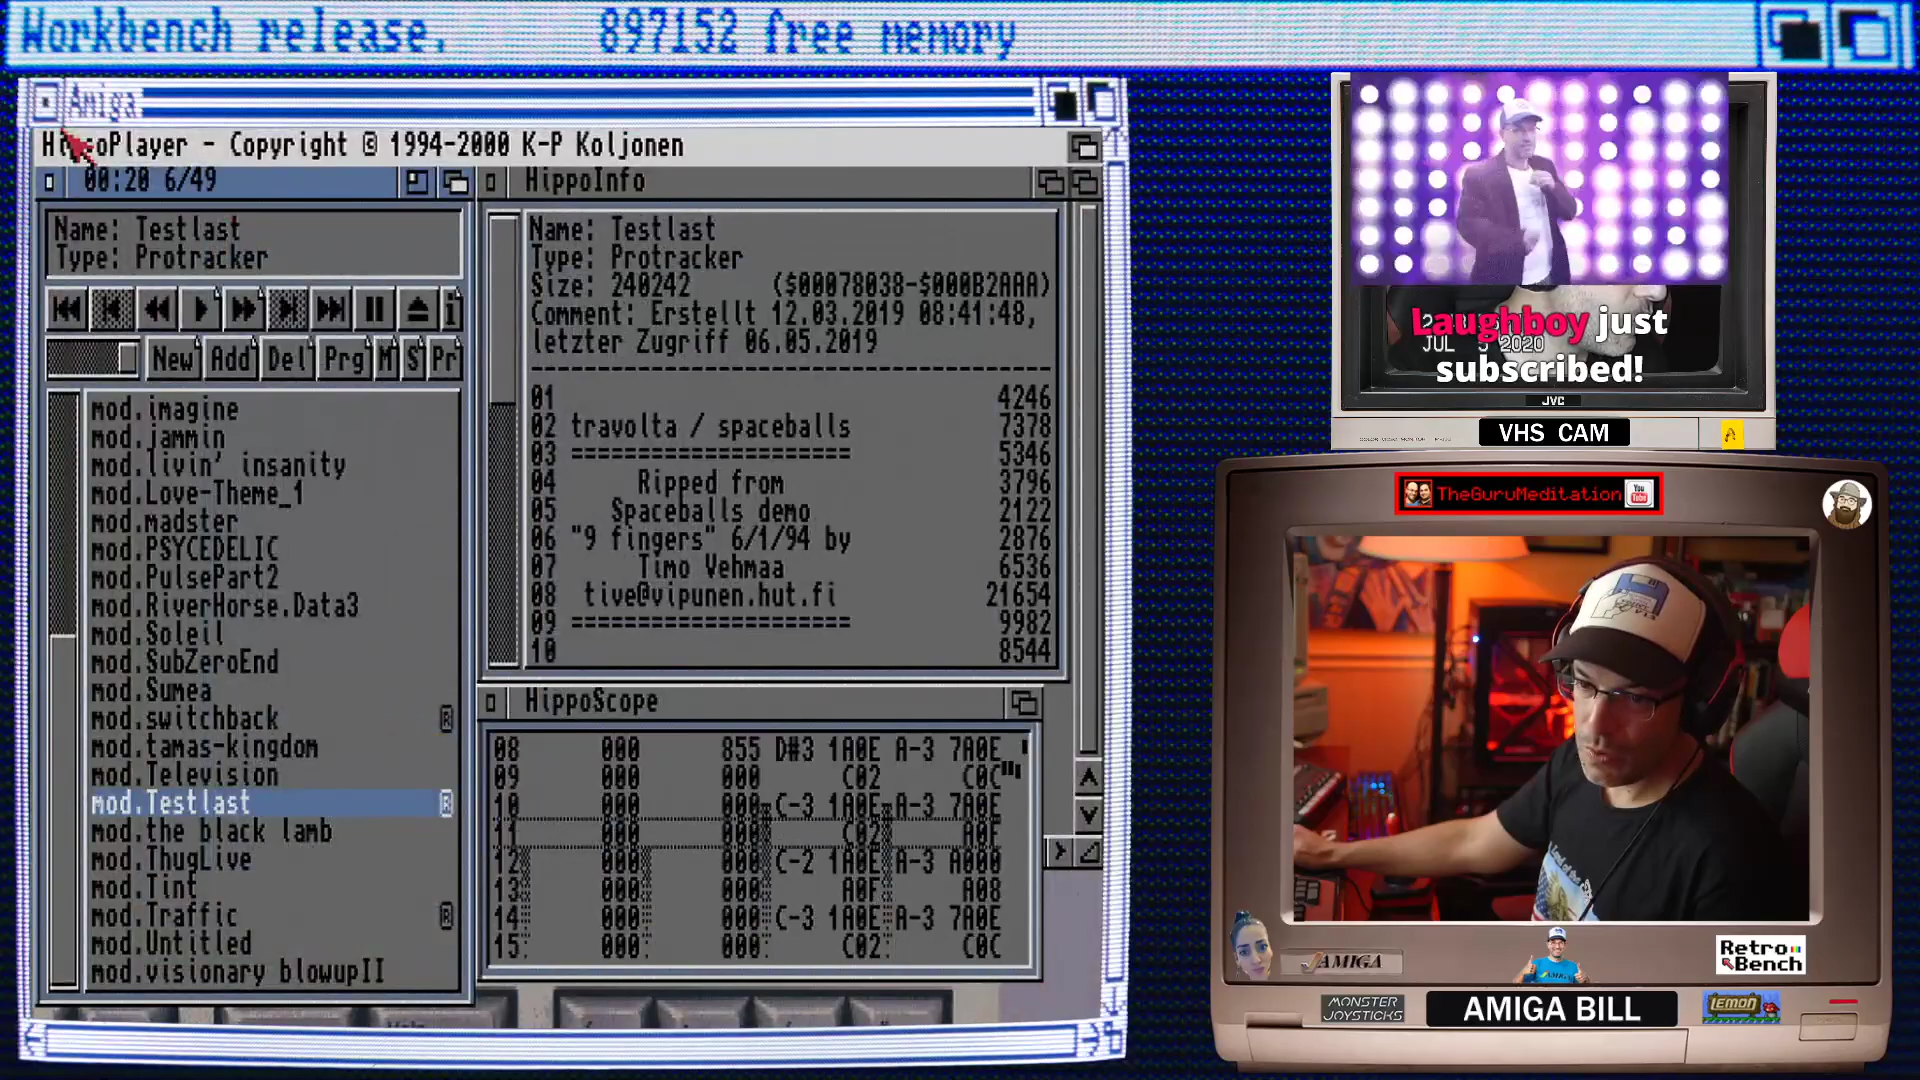 Workbench release. 897152 free memory
Amiga
HippoPlayer - Copyright © 1994-2000 K-P Koljonen
00:20 6/49
Name: Testlast
Type: Protracker
New Add Del Prg M S Pr
mod.imagine
mod.jammin
mod.livin' insanity
mod.Love-Theme_1
mod.madster
mod.PSYCEDELIC
mod.PulsePart2
mod.RiverHorse.Data3
mod.Soleil
mod.SubZeroEnd
mod.Sumea
mod.switchback R
mod.tamas-kingdom
mod.Television
mod.Testlast R
mod.the black lamb
mod.ThugLive
mod.Tint
mod.Traffic R
mod.Untitled
mod.visionary blowupII
HippoInfo
Name: Testlast
Type: Protracker
Size: 240242 ($00078038-$000B2AAA)
Comment: Erstellt 12.03.2019 08:41:48,
letzter Zugriff 06.05.2019
01 4246
02 travolta / spaceballs 7378
03 ===================== 5346
04 Ripped from 3796
05 Spaceballs demo 2122
06 "9 fingers" 6/1/94 by 2876
07 Timo Vehmaa 6536
08 tive@vipunen.hut.fi 21654
09 ===================== 9982
10 8544
HippoScope
08 000 855 D#3 1A0E A-3 7A0E
09 000 000 C02 C0C
10 000 000 C-3 1A0E A-3 7A0E
11 000 000 C02 A0F
12 000 000 C-2 1A0E A-3 A000
13 000 000 A0F A08
14 000 000 C-3 1A0E A-3 7A0E
15 000 000 C02 C0C
Laughboy just
subscribed!
JUL 5 2020
JVC
VHS CAM
TheGuruMeditation
You
Tube
AMIGA
Retro
Bench
MONSTER
JOYSTICKS
AMIGA BILL
LEMON